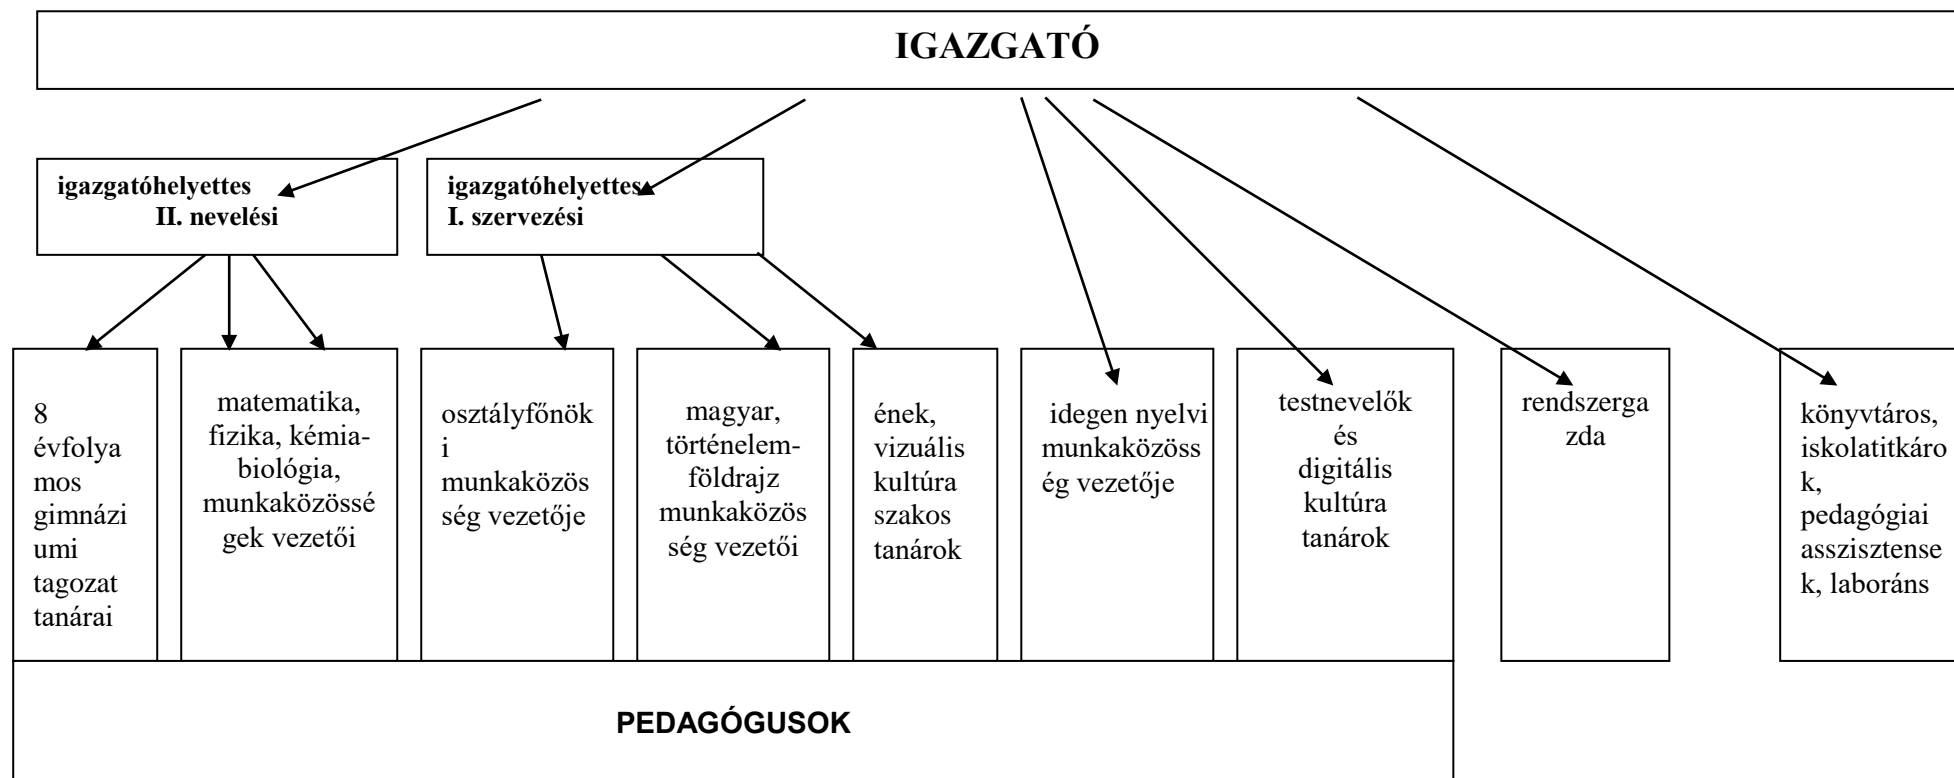 IGAZGATÓ
igazgatóhelyettes
II. nevelési
igazgatóhelyettes
I. szervezési
8
évfolya
mos
gimnázi
umi
tagozat
tanárai
matematika,
fizika, kémia-
biológia,
munkaközössé
gek vezetői
osztályfőnök
i
munkaközös
ség vezetője
magyar,
történelem-
földrajz
munkaközös
ség vezetői
ének,
vizuális
kultúra
szakos
tanárok
idegen nyelvi
munkaközöss
ég vezetője
testnevelők
és
digitális
kultúra
tanárok
rendszerga
zda
könyvtáros,
iskolatitkáro
k,
pedagógiai
asszisztense
k, laboráns
PEDAGÓGUSOK